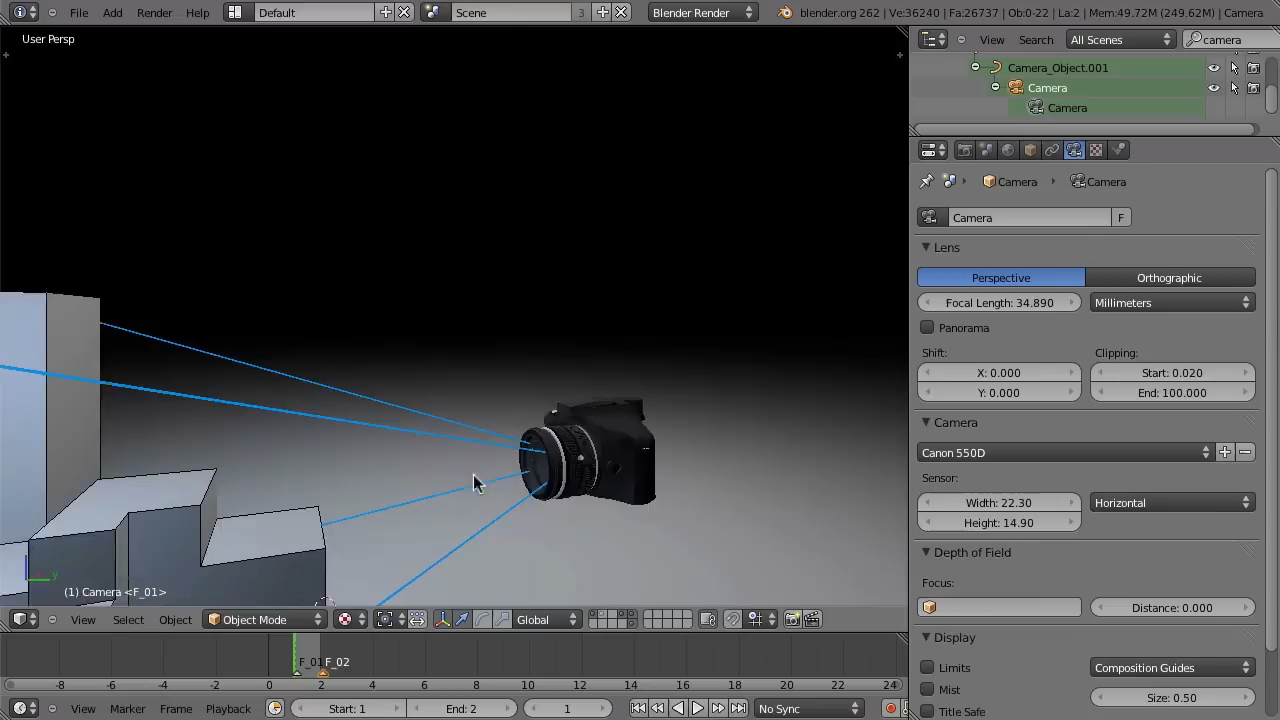 File Add Render Help Default Scene 3 Blender Render blender.org 262 | Ve:36240 | Fa:26737 | Ob:0-22 | La:2 | Mem:49.72M (249.62M) | Camera
User Persp
View Search All Scenes camera
Camera_Object.001
Camera
Camera
Camera Camera
Camera F
Lens
Perspective Orthographic
Focal Length: 34.890 Millimeters
Panorama
Shift: Clipping:
X: 0.000 Start: 0.020
Y: 0.000 End: 100.000
Camera
Canon 550D
Sensor:
Width: 22.30 Horizontal
Height: 14.90
Depth of Field
Focus:
Distance: 0.000
Display
Limits Composition Guides
Mist
Size: 0.50
Title Safe
y
(1) Camera <F_01>
View Select Object Object Mode Global
F_01 F_02
-8 -6 -4 -2 0 2 4 6 8 10 12 14 16 18 20 22 24
View Marker Frame Playback Start: 1 End: 2 1 No Sync